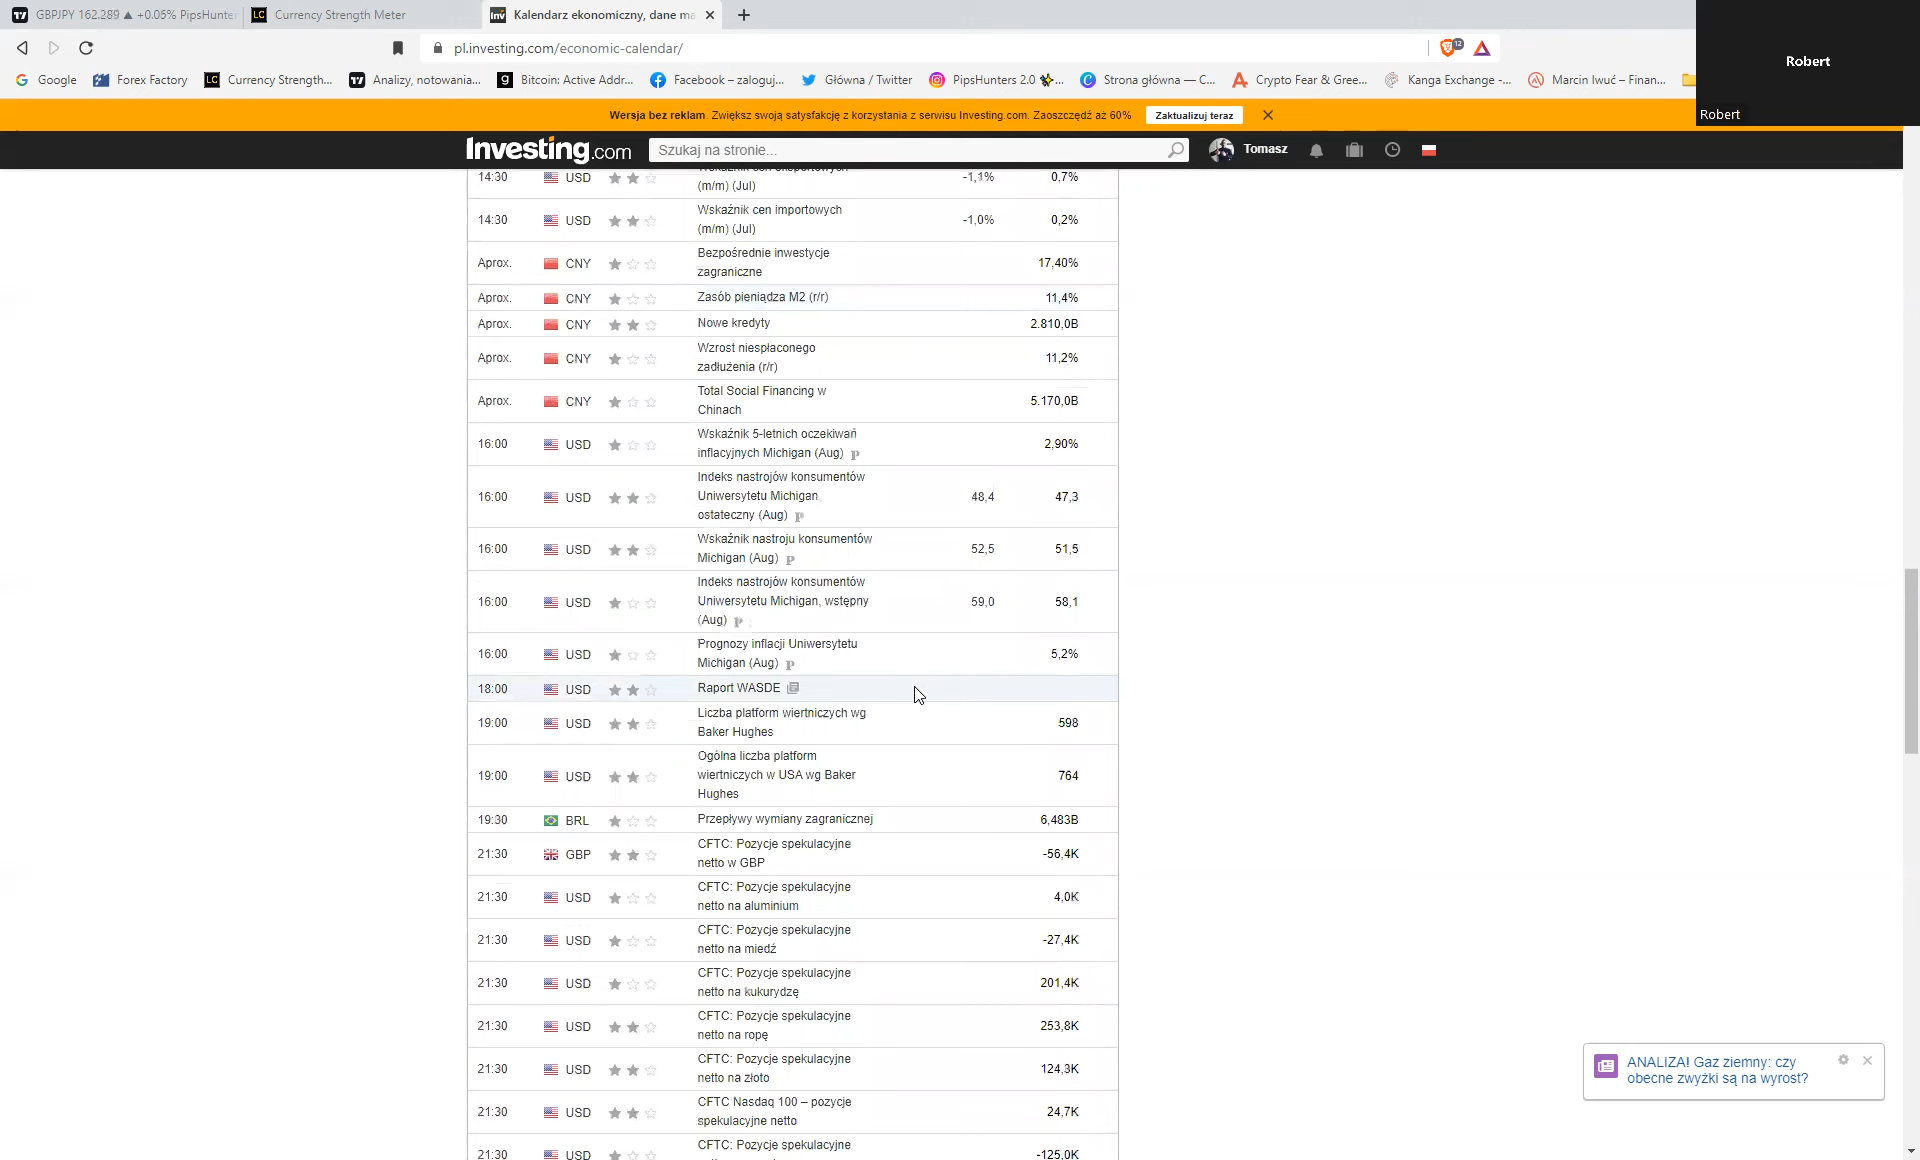 GBPJPY 162.289 ▲ +0.05% PipsHunte
Currency Strength Meter
Kalendarz ekonomiczny, dane ma
pl.investing.com/economic-calendar/
12
Google
Forex Factory
Currency Strength...
Analizy, notowania...
Bitcoin: Active Addr...
Facebook – zaloguj...
Główna / Twitter
PipsHunters 2.0 ...
Strona główna — C...
Crypto Fear & Gree...
Kanga Exchange -...
Marcin Iwuć – Finan...
Robert
Robert
Wersja bez reklam. Zwiększ swoją satysfakcję z korzystania z serwisu Investing.com. Zaoszczędź aż 60%
Zaktualizuj teraz
Investing.com
Szukaj na stronie...
Tomasz
14:30 USD (m/m) (Jul) -1,1% 0,7%
14:30 USD Wskaźnik cen importowych (m/m) (Jul) -1,0% 0,2%
Aprox. CNY Bezpośrednie inwestycje zagraniczne 17,40%
Aprox. CNY Zasób pieniądza M2 (r/r) 11,4%
Aprox. CNY Nowe kredyty 2.810,0B
Aprox. CNY Wzrost niespłaconego zadłużenia (r/r) 11,2%
Aprox. CNY Total Social Financing w Chinach 5.170,0B
16:00 USD Wskaźnik 5-letnich oczekiwań inflacyjnych Michigan (Aug) P 2,90%
16:00 USD Indeks nastrojów konsumentów Uniwersytetu Michigan, ostateczny (Aug) P 48,4 47,3
16:00 USD Wskaźnik nastroju konsumentów Michigan (Aug) P 52,5 51,5
16:00 USD Indeks nastrojów konsumentów Uniwersytetu Michigan, wstępny (Aug) P 59,0 58,1
16:00 USD Prognozy inflacji Uniwersytetu Michigan (Aug) P 5,2%
18:00 USD Raport WASDE
19:00 USD Liczba platform wiertniczych wg Baker Hughes 598
19:00 USD Ogólna liczba platform wiertniczych w USA wg Baker Hughes 764
19:30 BRL Przepływy wymiany zagranicznej 6,483B
21:30 GBP CFTC: Pozycje spekulacyjne netto w GBP -56,4K
21:30 USD CFTC: Pozycje spekulacyjne netto na aluminium 4,0K
21:30 USD CFTC: Pozycje spekulacyjne netto na miedź -27,4K
21:30 USD CFTC: Pozycje spekulacyjne netto na kukurydzę 201,4K
21:30 USD CFTC: Pozycje spekulacyjne netto na ropę 253,8K
21:30 USD CFTC: Pozycje spekulacyjne netto na złoto 124,3K
21:30 USD CFTC Nasdaq 100 – pozycje spekulacyjne netto 24,7K
21:30 USD CFTC: Pozycje spekulacyjne -125,0K
ANALIZA! Gaz ziemny: czy
obecne zwyżki są na wyrost?